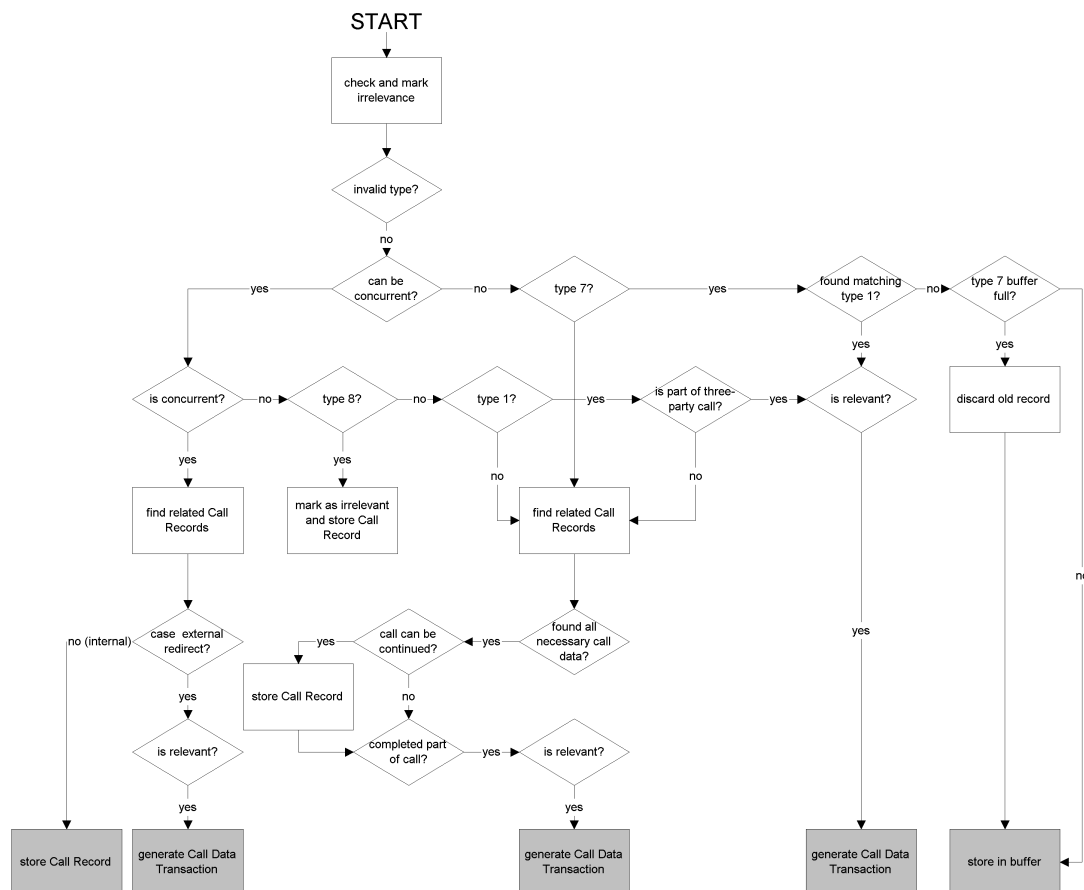 START
check and mark
irrelevance
invalid type?
no
can be
concurrent?
yes
no
type 7?
yes
found matching
type 1?
no
type 7 buffer
full?
yes
yes
is concurrent?
no
type 8?
no
type 1?
yes
is part of three-
party call?
yes
is relevant?
discard old record
yes
yes
no
no
find related Call
Records
mark as irrelevant
and store Call
Record
find related Call
Records
no
no (internal)
case external
redirect?
yes
call can be
continued?
yes
found all
necessary call
data?
yes
yes
store Call Record
no
is relevant?
completed part
of call?
yes
is relevant?
yes
yes
store Call Record
generate Call Data
Transaction
generate Call Data
Transaction
generate Call Data
Transaction
store in buffer